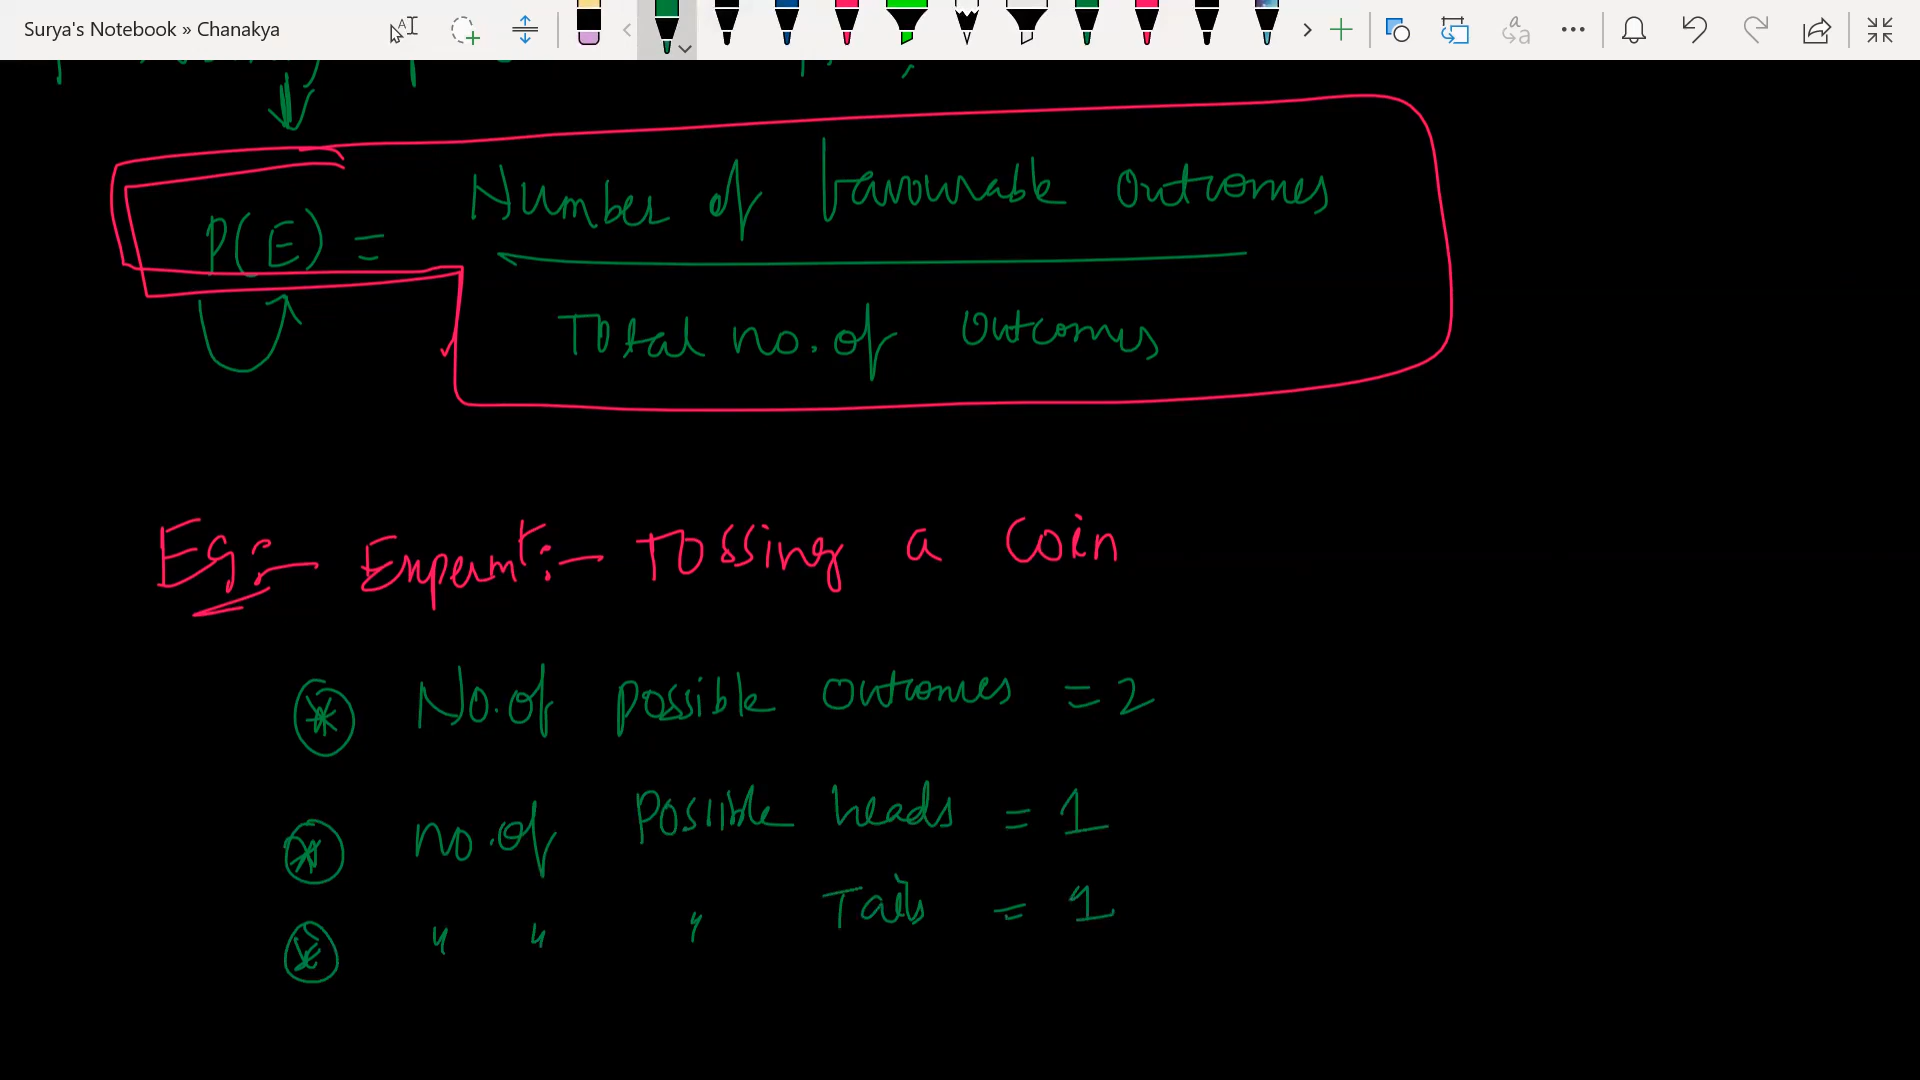 Surya's Notebook » Chanakya
P(E) = Number of favourable outcomes
Total no. of outcomes
Eg:- Expermt:- Tossing a coin
* No. of possible outcomes = 2
* no. of possible heads = 1
* " " " Tails = 1